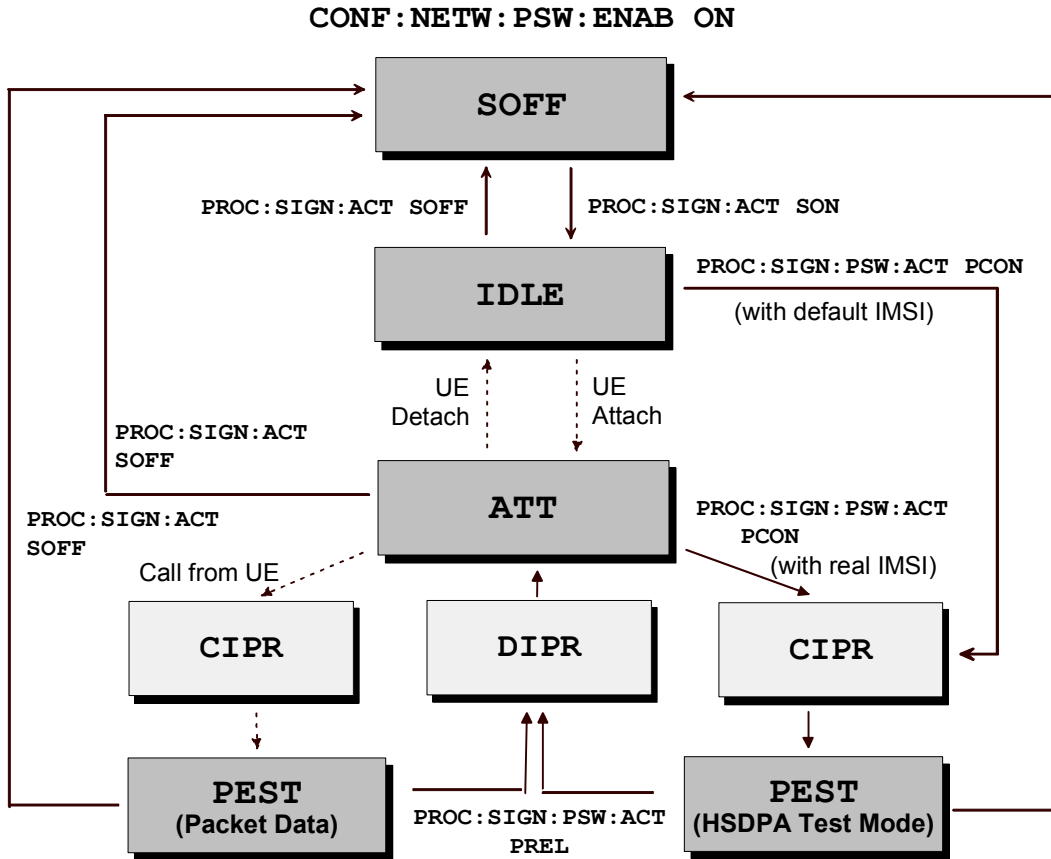 CONF:NETW:PSW:ENAB ON
SOFF
PROC:SIGN:ACT SOFF
PROC:SIGN:ACT SON
IDLE
PROC:SIGN:PSW:ACT PCON
(with default IMSI)
UE
Detach
UE
Attach
PROC:SIGN:ACT
SOFF
ATT
PROC:SIGN:PSW:ACT
PCON
(with real IMSI)
PROC:SIGN:ACT
SOFF
Call from UE
CIPR
DIPR
CIPR
PEST
(Packet Data)
PROC:SIGN:PSW:ACT
PREL
PEST
(HSDPA Test Mode)